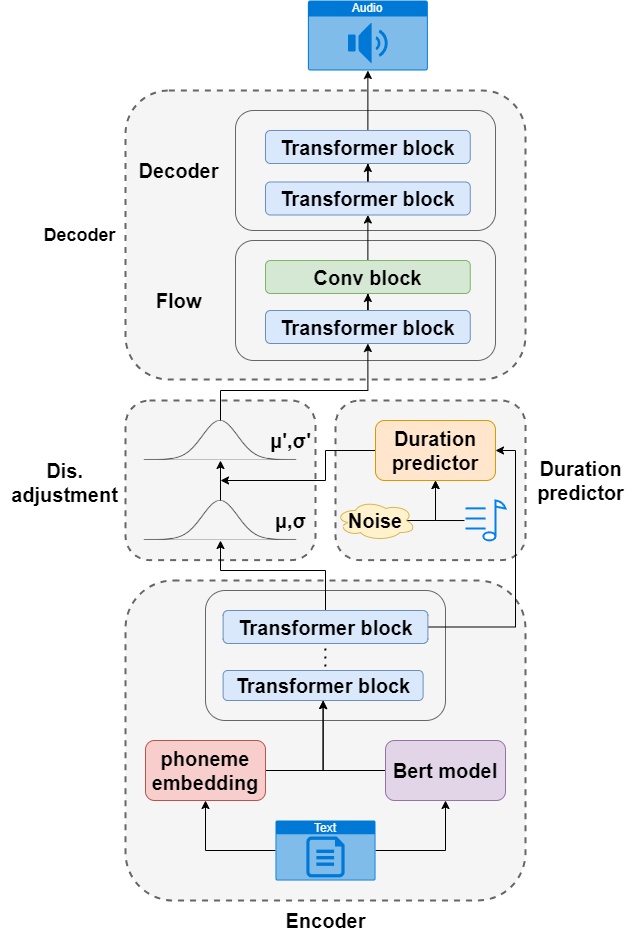 Audio
Transformer block
Decoder
Transformer block
Decoder
Conv block
Flow
Transformer block
μ',σ'
Duration
predictor
Dis.
adjustment
Duration
predictor
μ,σ
Noise
Transformer block
Transformer block
phoneme
embedding
Bert model
Text
Encoder